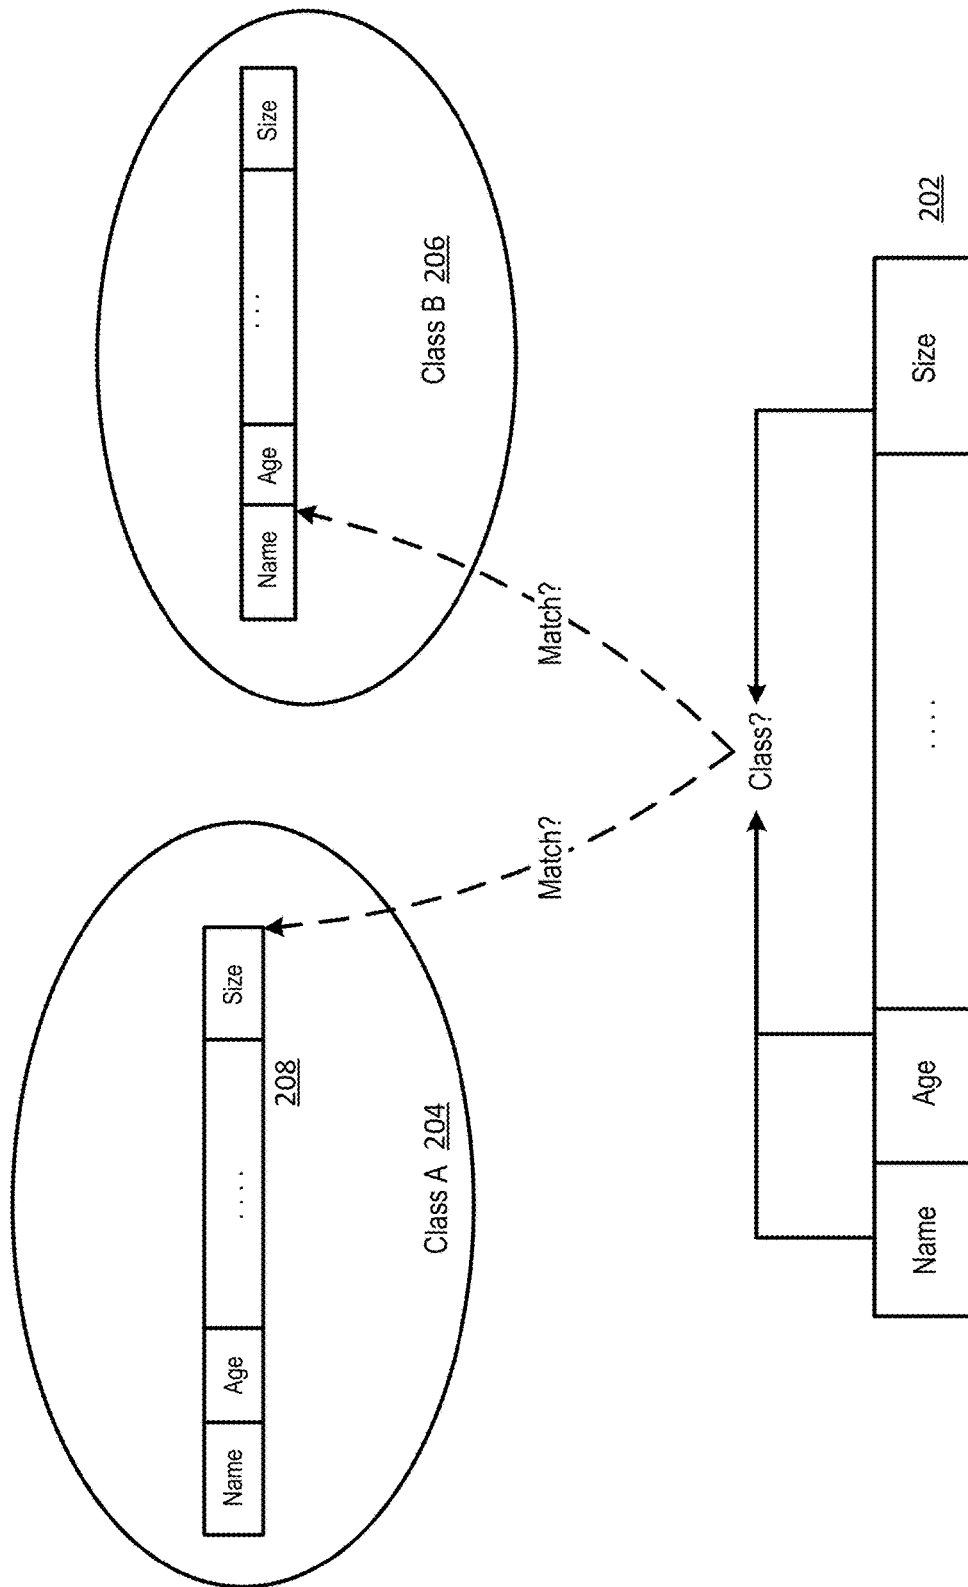 Name Age .... Size
208
Class A 204
Name Age ... Size
Class B 206
Match? Match?
Class?
Name Age .... Size
202